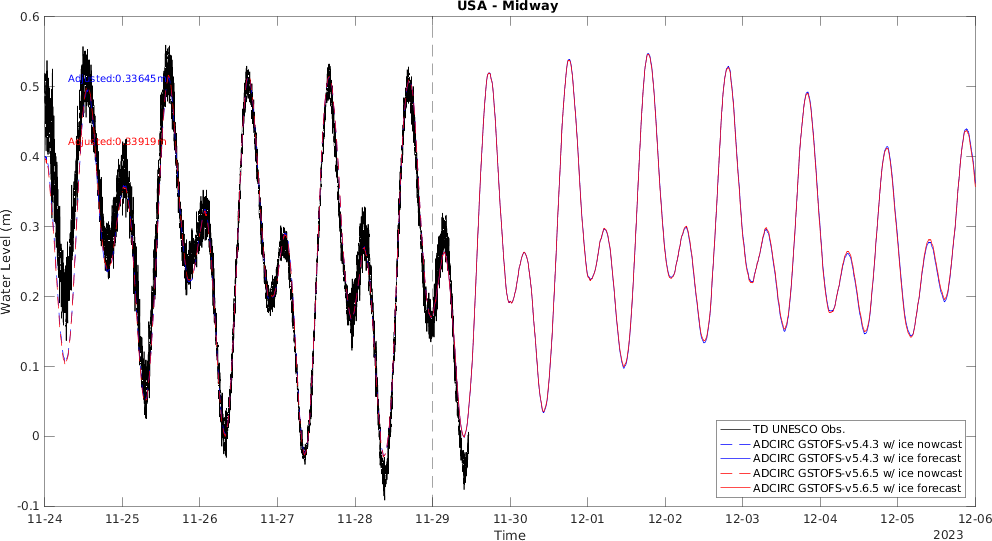 USA - Midway
0.6
0.5
0.4
0.3
0.2
0.1
0
-0.1
Water Level (m)
Adjusted:0.33645m
Adjusted:0.33919m
TD UNESCO Obs.
ADCIRC GSTOFS-v5.4.3 w/ ice nowcast
ADCIRC GSTOFS-v5.4.3 w/ ice forecast
ADCIRC GSTOFS-v5.6.5 w/ ice nowcast
ADCIRC GSTOFS-v5.6.5 w/ ice forecast
11-24 11-25 11-26 11-27 11-28 11-29 11-30 12-01 12-02 12-03 12-04 12-05 12-06
Time
2023